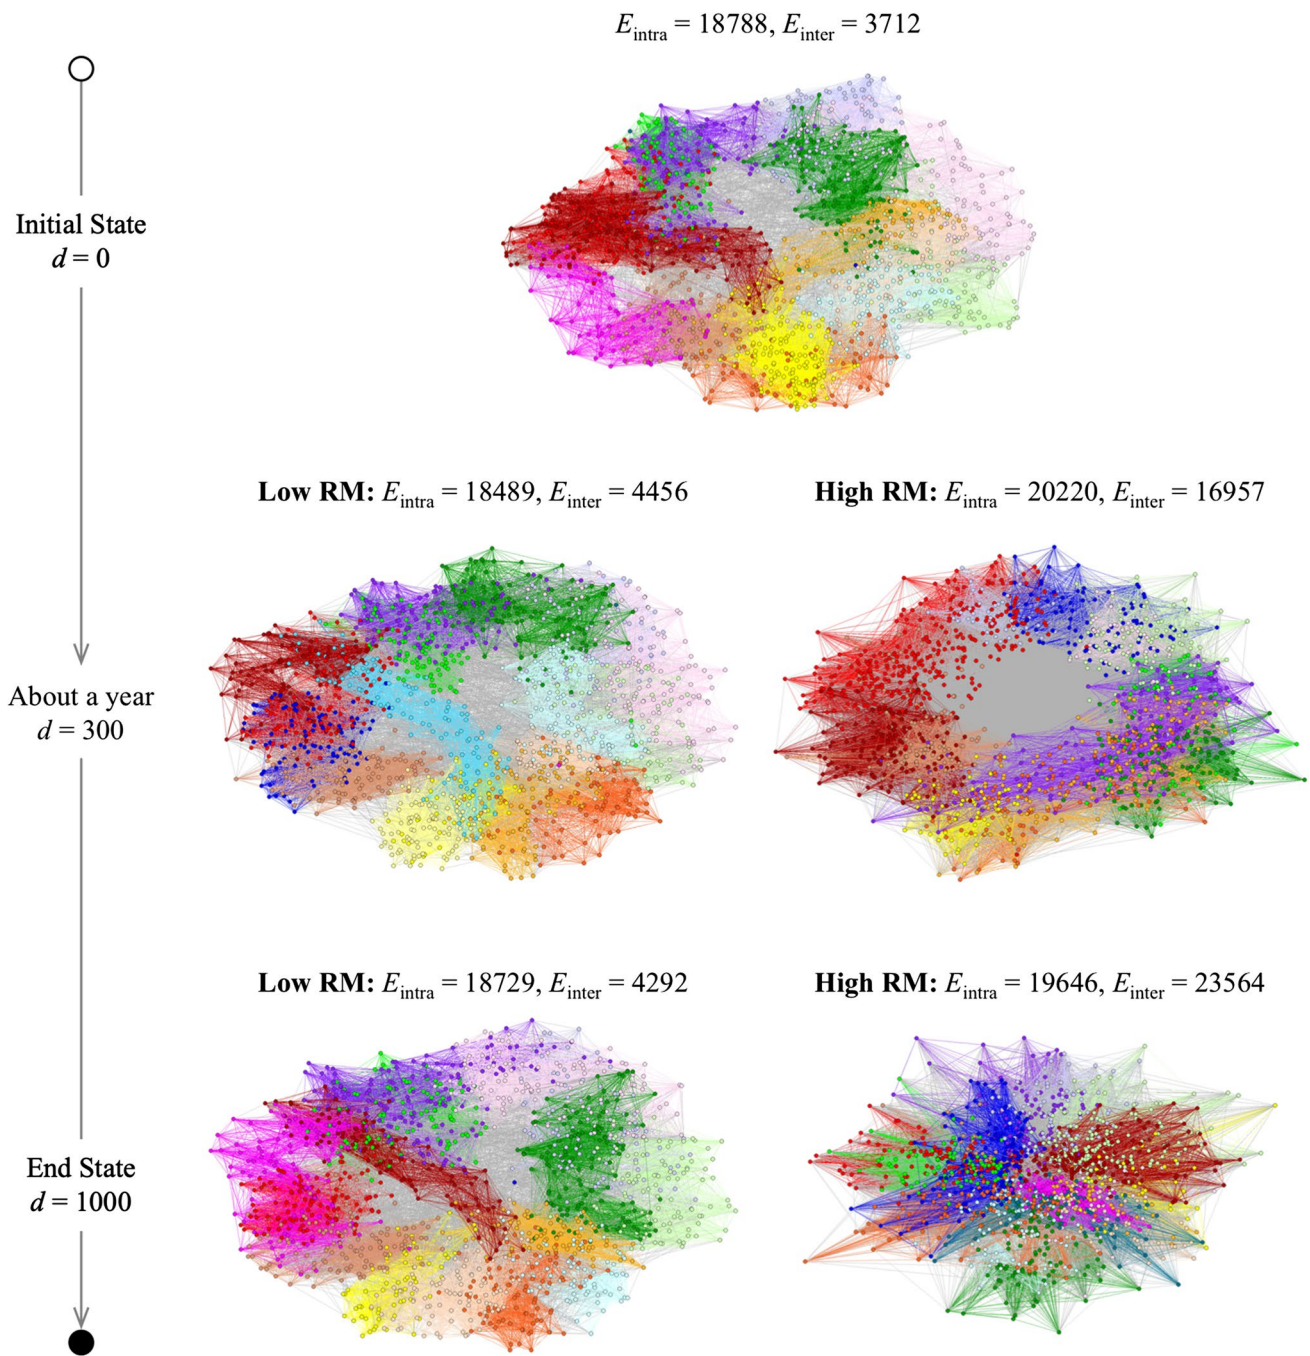 E_intra = 18788, E_inter = 3712
Initial State
d = 0
Low RM: E_intra = 18489, E_inter = 4456
High RM: E_intra = 20220, E_inter = 16957
About a year
d = 300
Low RM: E_intra = 18729, E_inter = 4292
High RM: E_intra = 19646, E_inter = 23564
End State
d = 1000